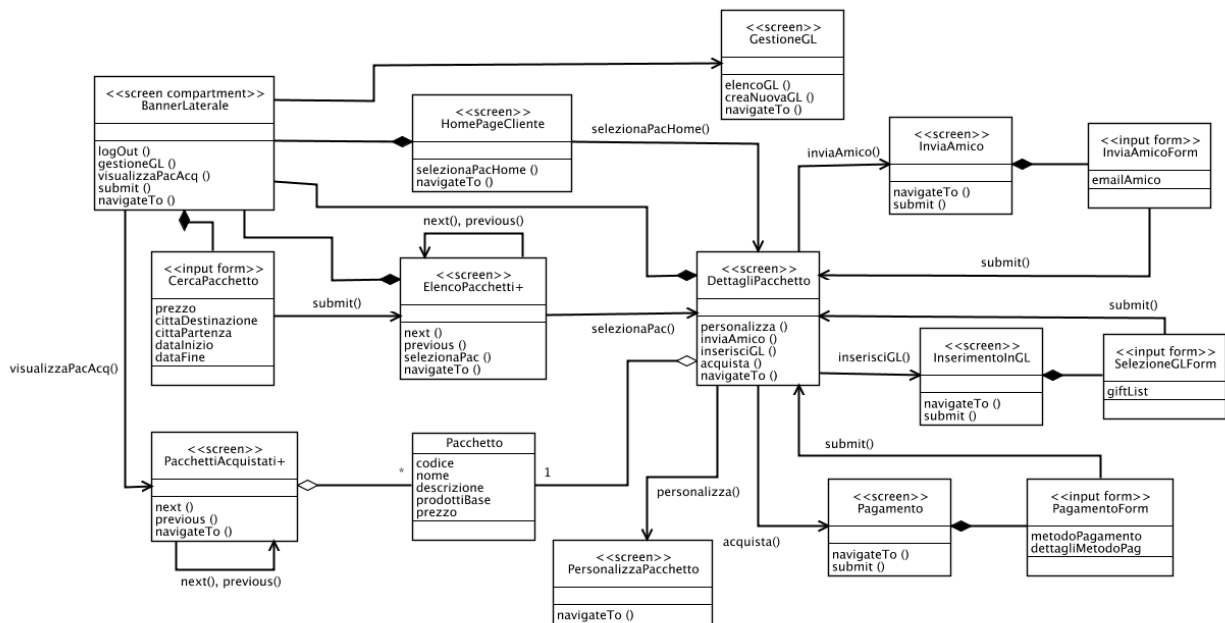 <<screen>>
GestioneGL
elencoGL ()
creaNuovaGL ()
navigateTo ()
<<screen compartment>>
BannerLaterale
logOut ()
gestioneGL ()
visualizzaPacAcq ()
submit ()
navigateTo ()
<<screen>>
HomePageCliente
selezionaPacHome ()
navigateTo ()
selezionaPacHome()
inviaAmico()
<<screen>>
InviaAmico
navigateTo ()
submit ()
<<input form>>
InviaAmicoForm
emailAmico
next(), previous()
<<input form>>
CercaPacchetto
prezzo
cittaDestinazione
cittaPartenza
dataInizio
dataFine
submit()
<<screen>>
ElencoPacchetti+
next ()
previous ()
selezionaPac ()
navigateTo ()
selezionaPac()
<<screen>>
DettagliPacchetto
personalizza ()
inviaAmico ()
inserisciGL ()
acquista ()
navigateTo ()
submit()
submit()
inserisciGL()
<<screen>>
InserimentoInGL
navigateTo ()
submit ()
<<input form>>
SelezioneGLForm
giftList
visualizzaPacAcq()
<<screen>>
PacchettiAcquistati+
next ()
previous ()
navigateTo ()
next(), previous()
*
Pacchetto
codice
nome
descrizione
prodottiBase
prezzo
1
personalizza()
acquista()
submit()
<<screen>>
Pagamento
navigateTo ()
submit ()
<<input form>>
PagamentoForm
metodoPagamento
dettagliMetodoPag
<<screen>>
PersonalizzaPacchetto
navigateTo ()